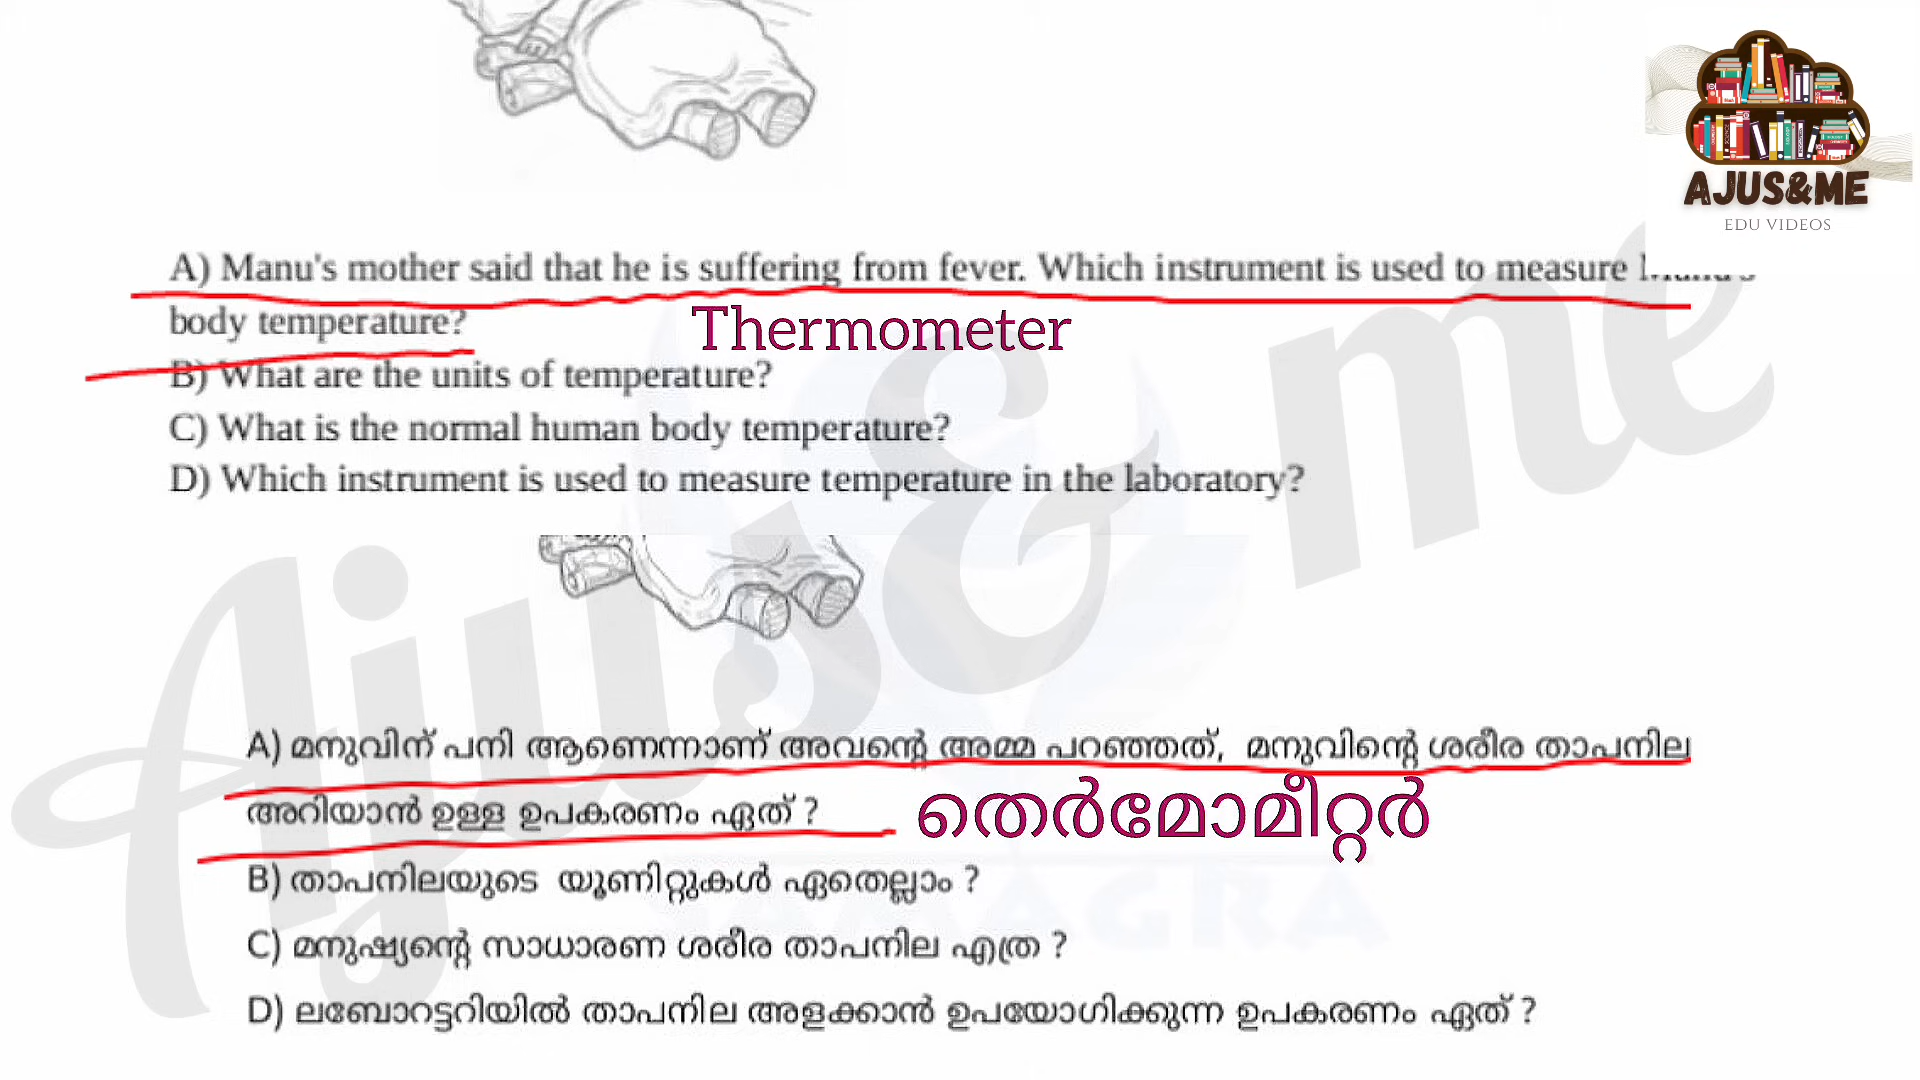 AJUS&ME
EDU VIDEOS
A) Manu's mother said that he is suffering from fever. Which instrument is used to measure
body temperature?
Thermometer
B) What are the units of temperature?
C) What is the normal human body temperature?
D) Which instrument is used to measure temperature in the laboratory?
Ajus& me
A) മനുവിന് പനി ആണെന്നാണ് അവന്റെ അമ്മ പറഞ്ഞത്, മനുവിന്റെ ശരീര താപനില
അറിയാൻ ഉള്ള ഉപകരണം ഏത് ?
തെർമോമീറ്റർ
B) താപനിലയുടെ യൂണിറ്റുകൾ ഏതെല്ലാം ?
C) മനുഷ്യന്റെ സാധാരണ ശരീര താപനില എത്ര ?
D) ലബോറട്ടറിയിൽ താപനില അളക്കാൻ ഉപയോഗിക്കുന്ന ഉപകരണം ഏത് ?
SAMAGRA